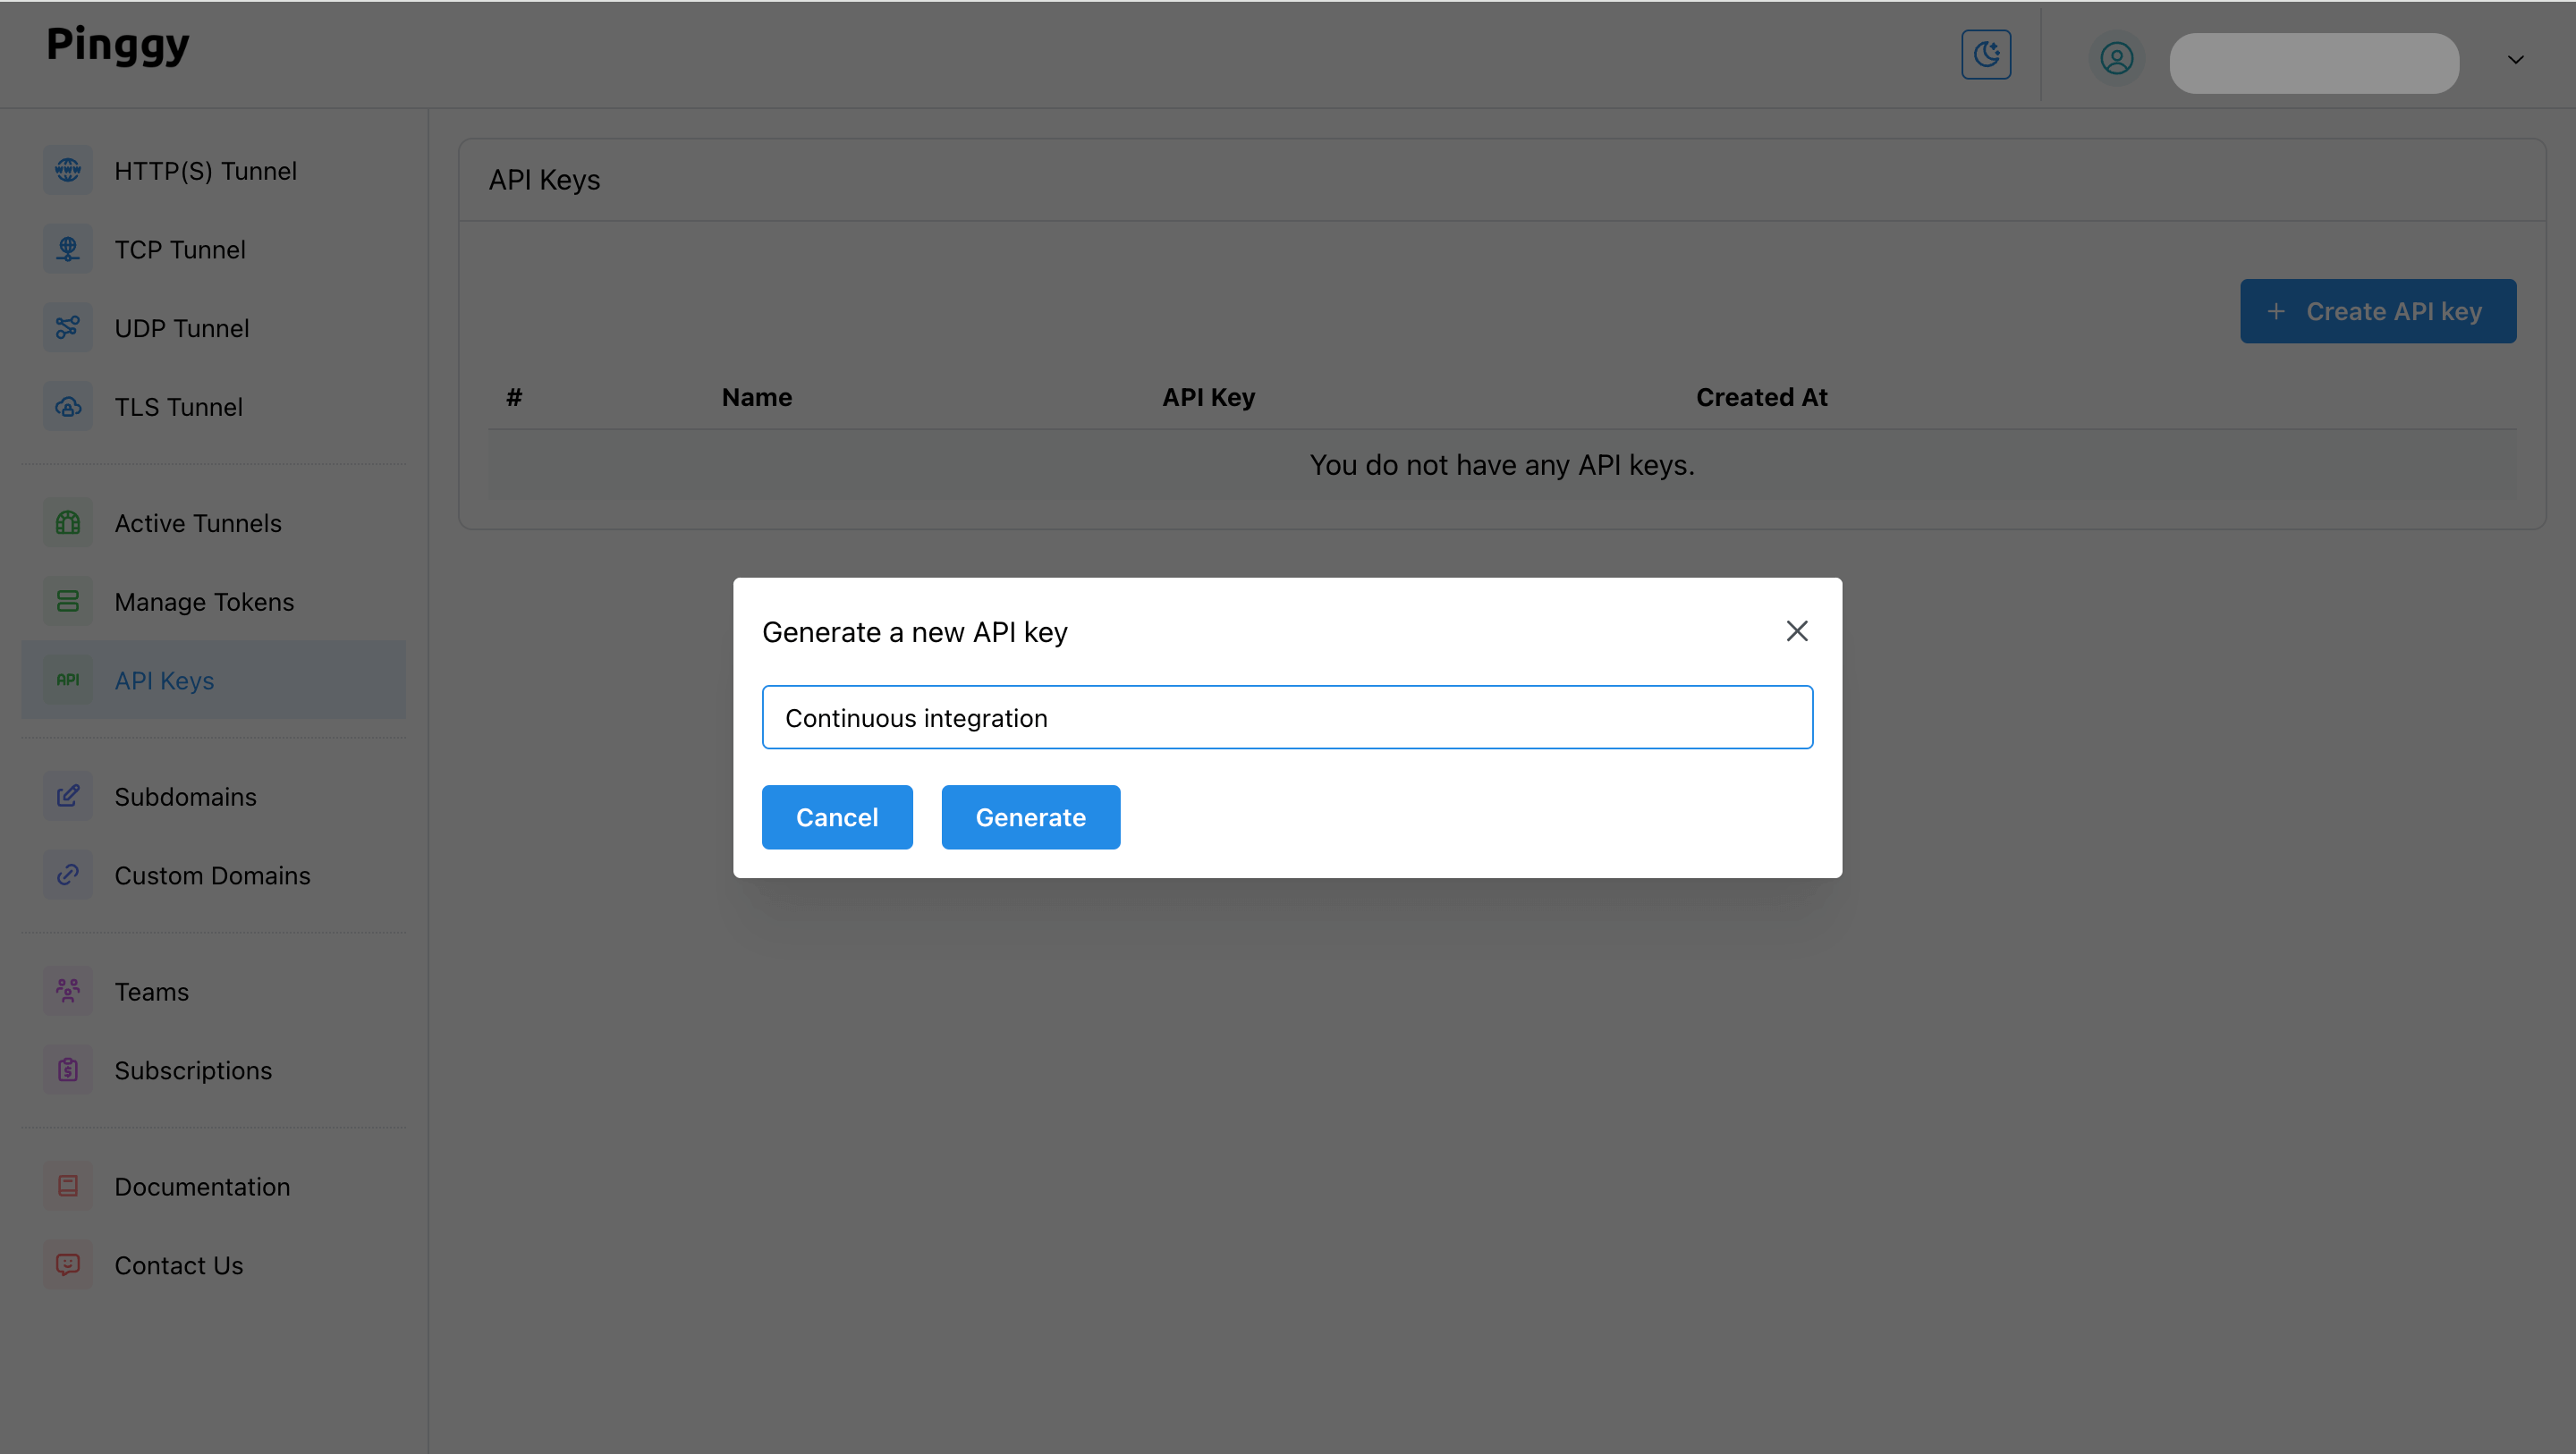 Pinggy
HTTP(S) Tunnel
TCP Tunnel
UDP Tunnel
TLS Tunnel
Active Tunnels
Manage Tokens
API
API Keys
Subdomains
Custom Domains
Teams
Subscriptions
Documentation
Contact Us
API Keys
+ Create API key
# Name API Key Created At
You do not have any API keys.
Generate a new API key
Continuous integration
Cancel Generate